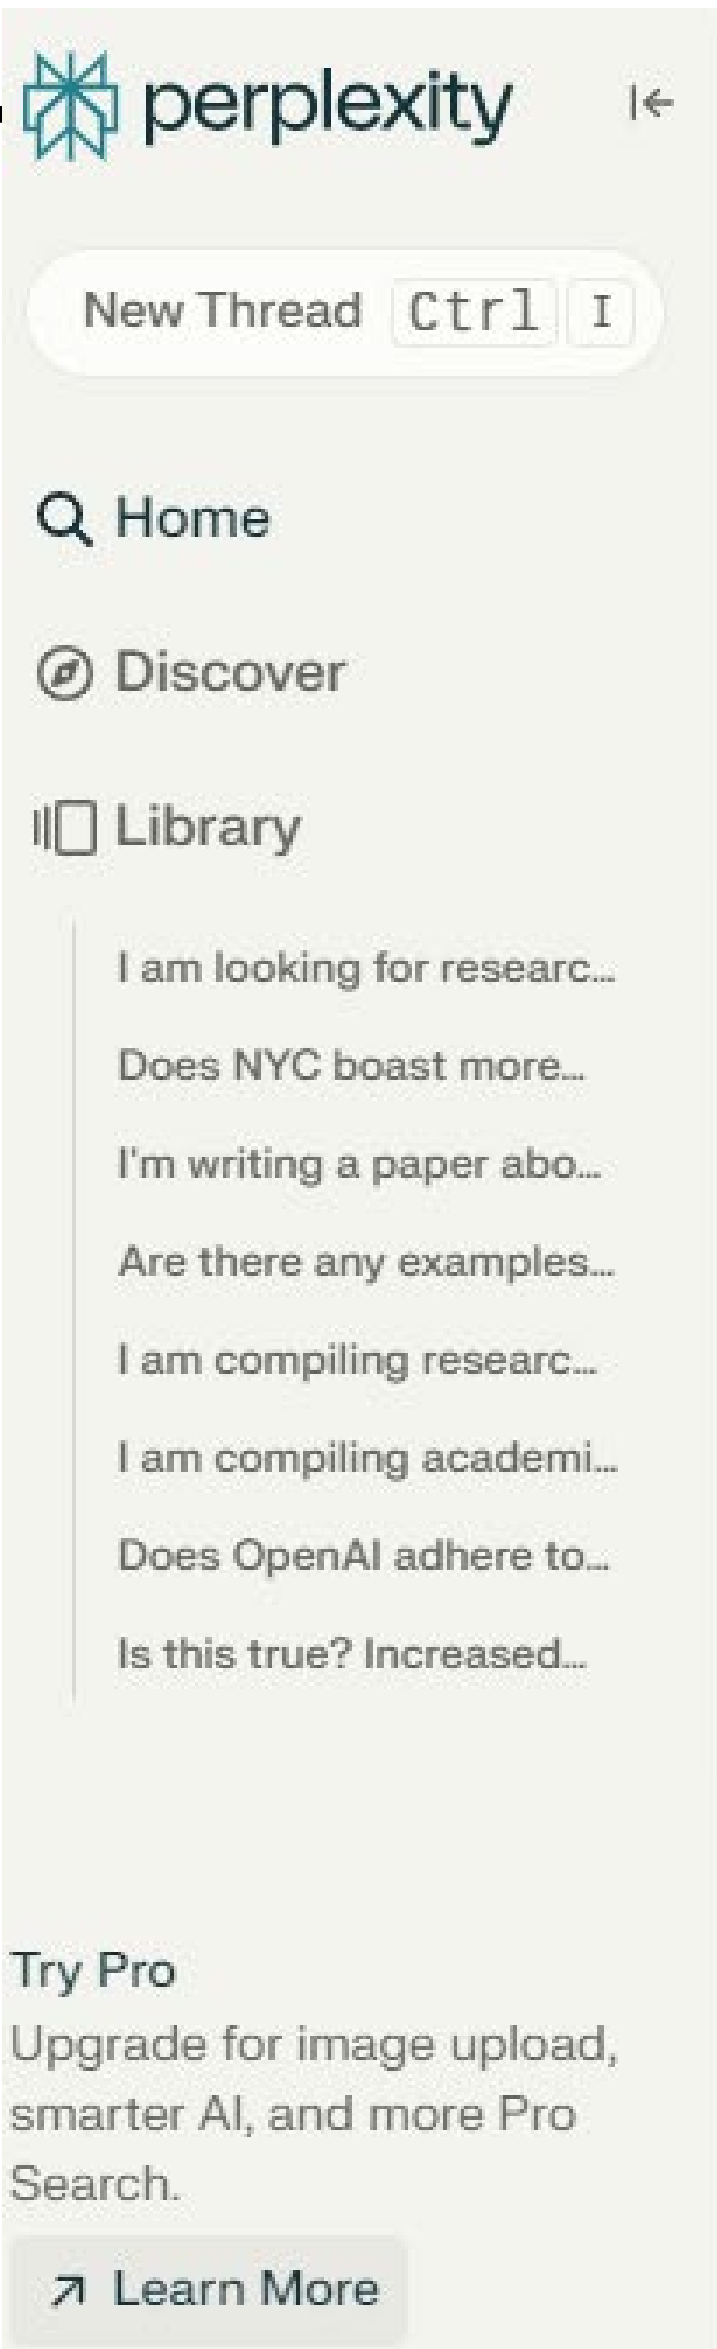 perplexity
New Thread Ctrl I
Home
Discover
Library
I am looking for researc...
Does NYC boast more...
I'm writing a paper abo...
Are there any examples...
I am compiling researc...
I am compiling academi...
Does OpenAI adhere to...
Is this true? Increased...
Try Pro
Upgrade for image upload,
smarter AI, and more Pro
Search.
Learn More